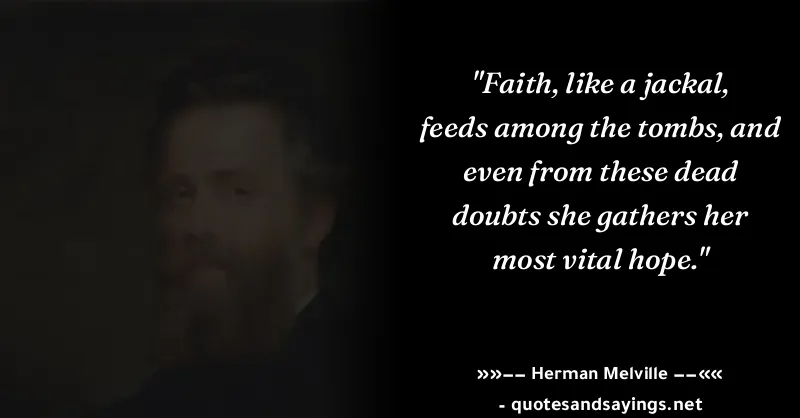 "Faith, like a jackal,
feeds among the tombs, and
even from these dead
doubts she gathers her
most vital hope."
»»–– Herman Melville ––««
- quotesandsayings.net